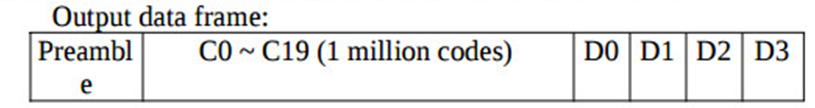 Output data frame:
Preambl
e
C0 ~ C19 (1 million codes)
D0
D1
D2
D3